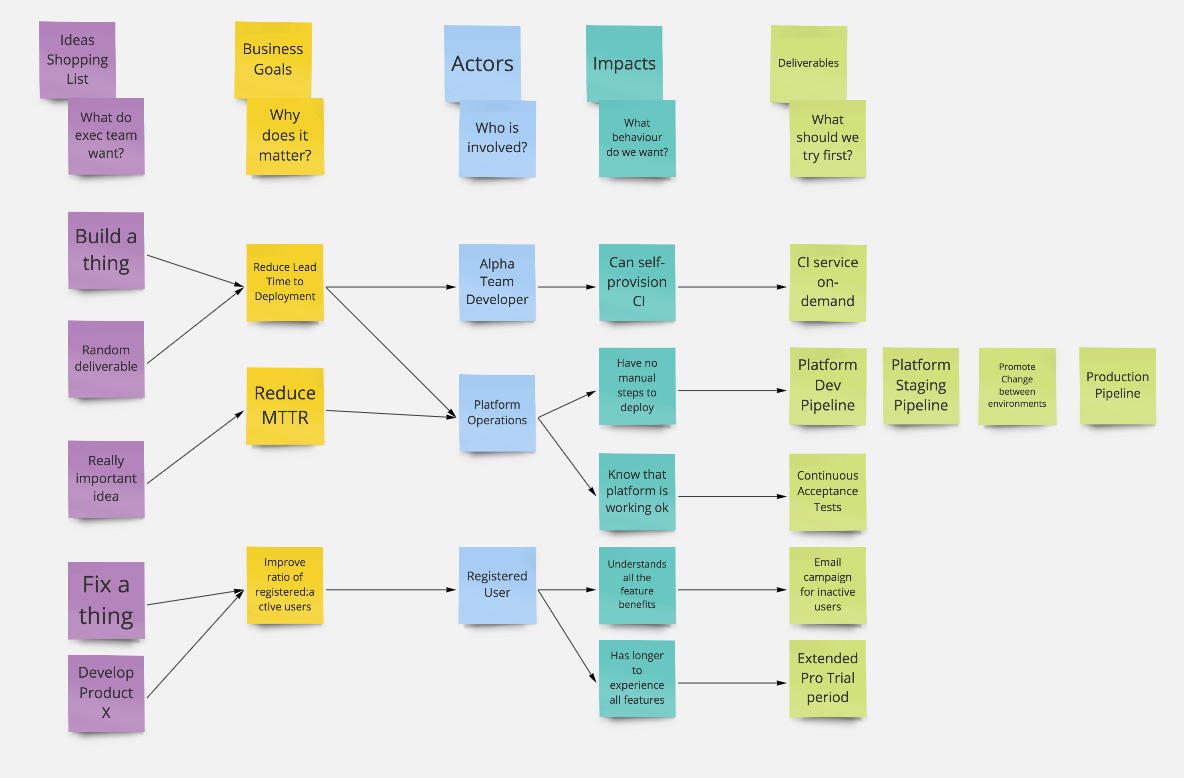 Ideas
Shopping
List
Business
Goals
Actors
Impacts
Deliverables
What do
exec team
want?
Why
does it
matter?
Who is
involved?
What
behaviour
do we want?
What
should we
try first?
Build a
thing
Reduce Lead
Time to
Deployment
Alpha
Team
Developer
Can self-
provision
CI
CI service
on-
demand
Random
deliverable
Reduce
MTTR
Platform
Operations
Have no
manual
steps to
deploy
Platform
Dev
Pipeline
Platform
Staging
Pipeline
Promote
Change
between
environments
Production
Pipeline
Really
important
idea
Know that
platform is
working ok
Continuous
Acceptance
Tests
Fix a
thing
Improve
ratio of
registered:a
ctive users
Registered
User
Understands
all the
feature
benefits
Email
campaign
for inactive
users
Develop
Product
X
Has longer
to
experience
all features
Extended
Pro Trial
period